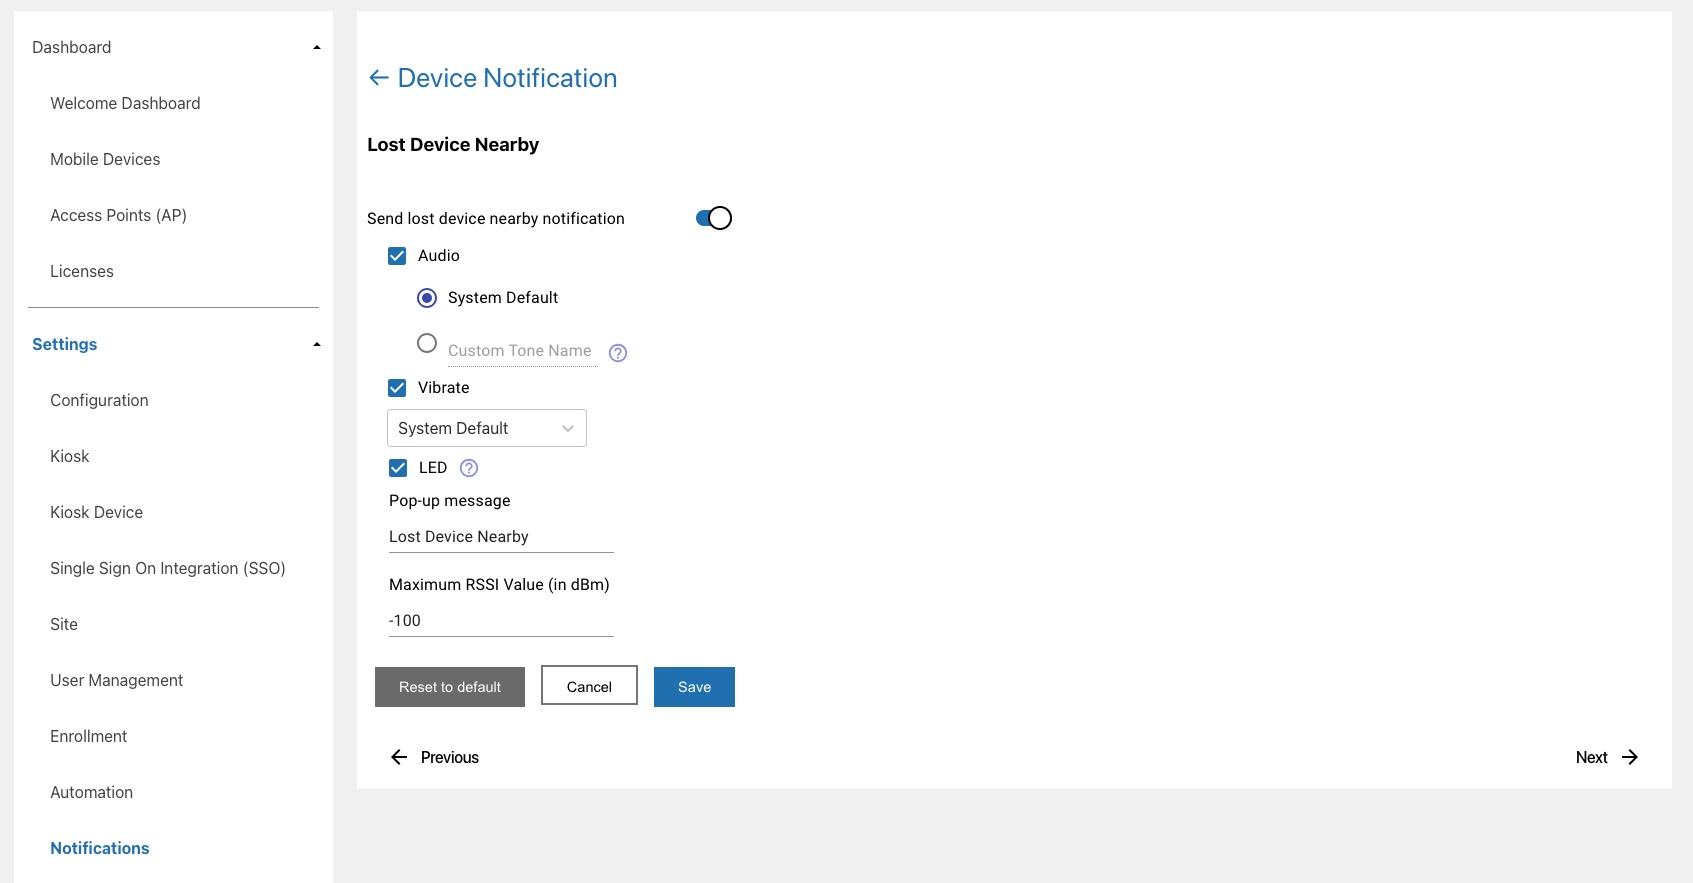 Dashboard
Welcome Dashboard
Mobile Devices
Access Points (AP)
Licenses
Settings
Configuration
Kiosk
Kiosk Device
Single Sign On Integration (SSO)
Site
User Management
Enrollment
Automation
Notifications
Device Notification
Lost Device Nearby
Send lost device nearby notification
Audio
System Default
Custom Tone Name
Vibrate
System Default
LED
Pop-up message
Lost Device Nearby
Maximum RSSI Value (in dBm)
-100
Reset to default Cancel Save
Previous Next